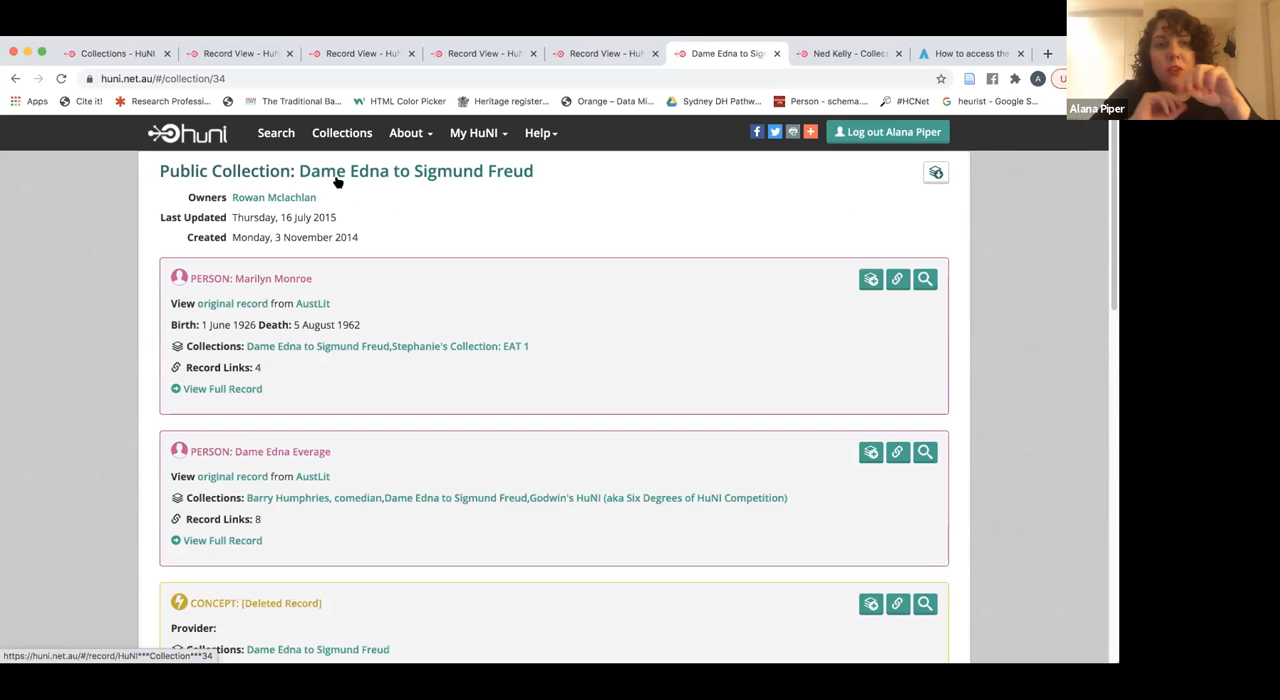 Collections - HuNI × Record View - HuN × Record View - HuN × Record View - HuN × Record View - HuN × Dame Edna to Sig × Ned Kelly - Collec × How to access the × +
huni.net.au/#/collection/34 A U
Apps Cite it! Research Professi... The Traditional Ba... HTML Color Picker Heritage register... Orange – Data Mi... Sydney DH Pathw... Person - schema.... #HCNet heurist - Google S...
Alana Piper
huni Search Collections About My HuNI Help Log out Alana Piper
Public Collection: Dame Edna to Sigmund Freud
Owners Rowan Mclachlan
Last Updated Thursday, 16 July 2015
Created Monday, 3 November 2014
PERSON: Marilyn Monroe
View original record from AustLit
Birth: 1 June 1926 Death: 5 August 1962
Collections: Dame Edna to Sigmund Freud,Stephanie's Collection: EAT 1
Record Links: 4
View Full Record
PERSON: Dame Edna Everage
View original record from AustLit
Collections: Barry Humphries, comedian,Dame Edna to Sigmund Freud,Godwin's HuNI (aka Six Degrees of HuNI Competition)
Record Links: 8
View Full Record
CONCEPT: [Deleted Record]
Provider:
Collections: Dame Edna to Sigmund Freud
https://huni.net.au/#/record/HuNI***Collection***34